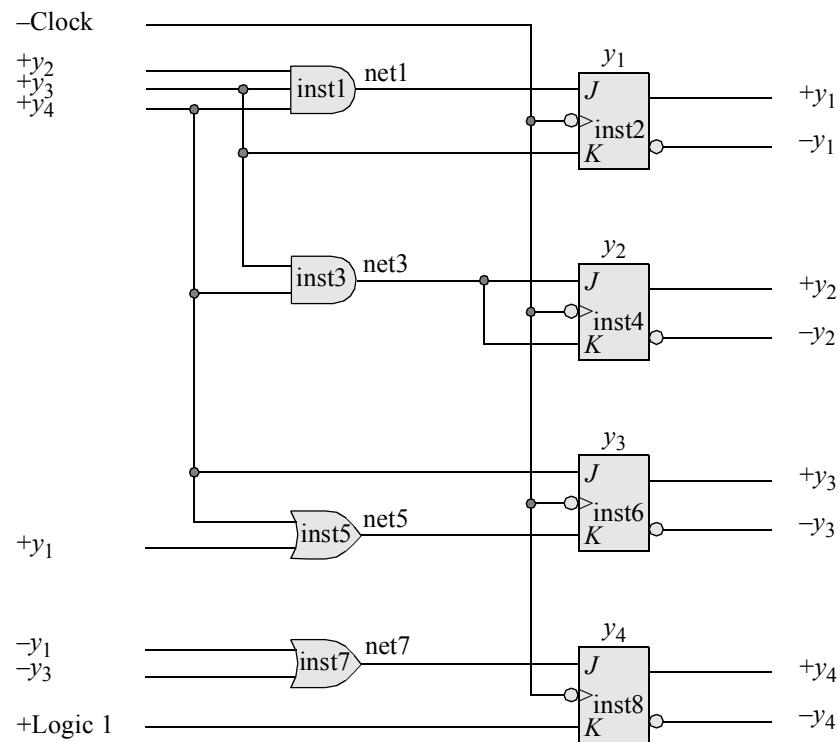 –Clock
+y2
+y3
+y4
inst1
net1
y1
J
inst2
K
+y1
–y1
inst3
net3
y2
J
inst4
K
+y2
–y2
+y1
inst5
net5
y3
J
inst6
K
+y3
–y3
–y1
–y3
inst7
net7
+Logic 1
y4
J
inst8
K
+y4
–y4